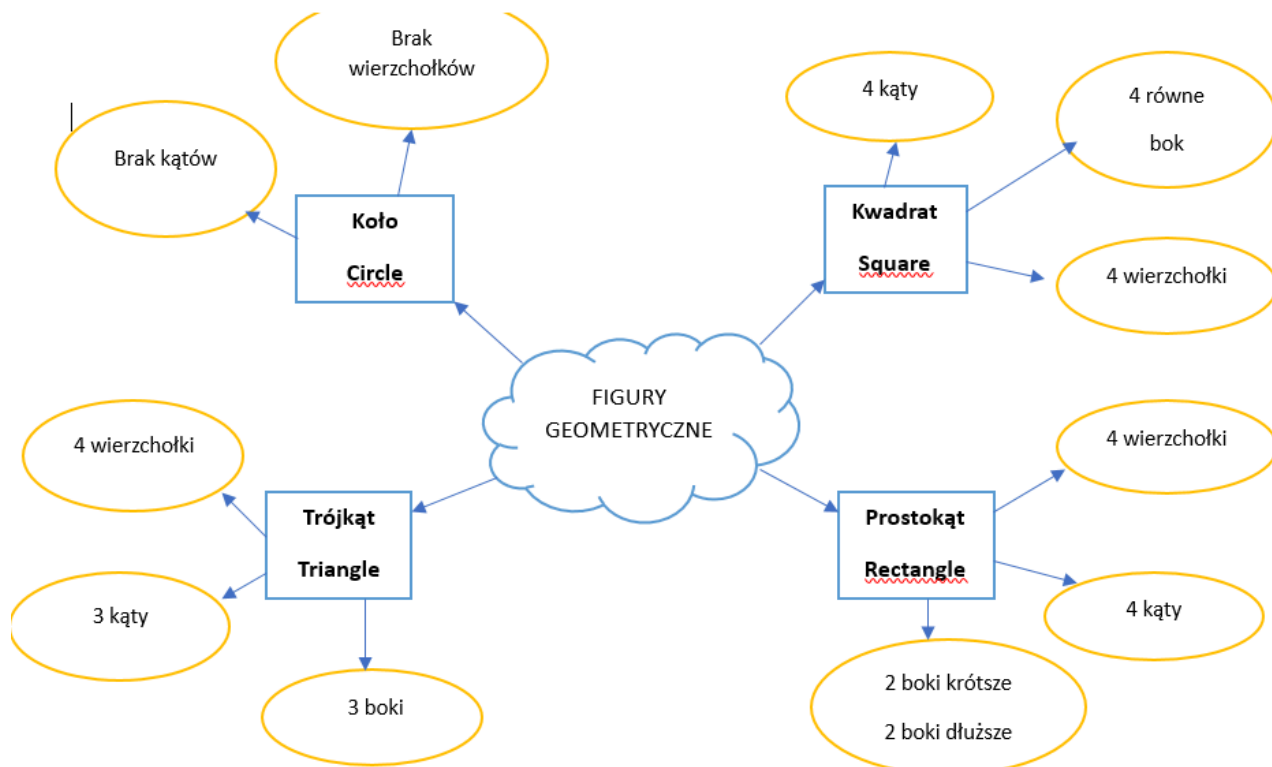 Brak
wierzchołków
Brak kątów
Koło
Circle
4 kąty
4 równe
bok
Kwadrat
Square
4 wierzchołki
FIGURY
GEOMETRYCZNE
4 wierzchołki
Trójkąt
Triangle
3 kąty
3 boki
4 wierzchołki
Prostokąt
Rectangle
4 kąty
2 boki krótsze
2 boki dłuższe